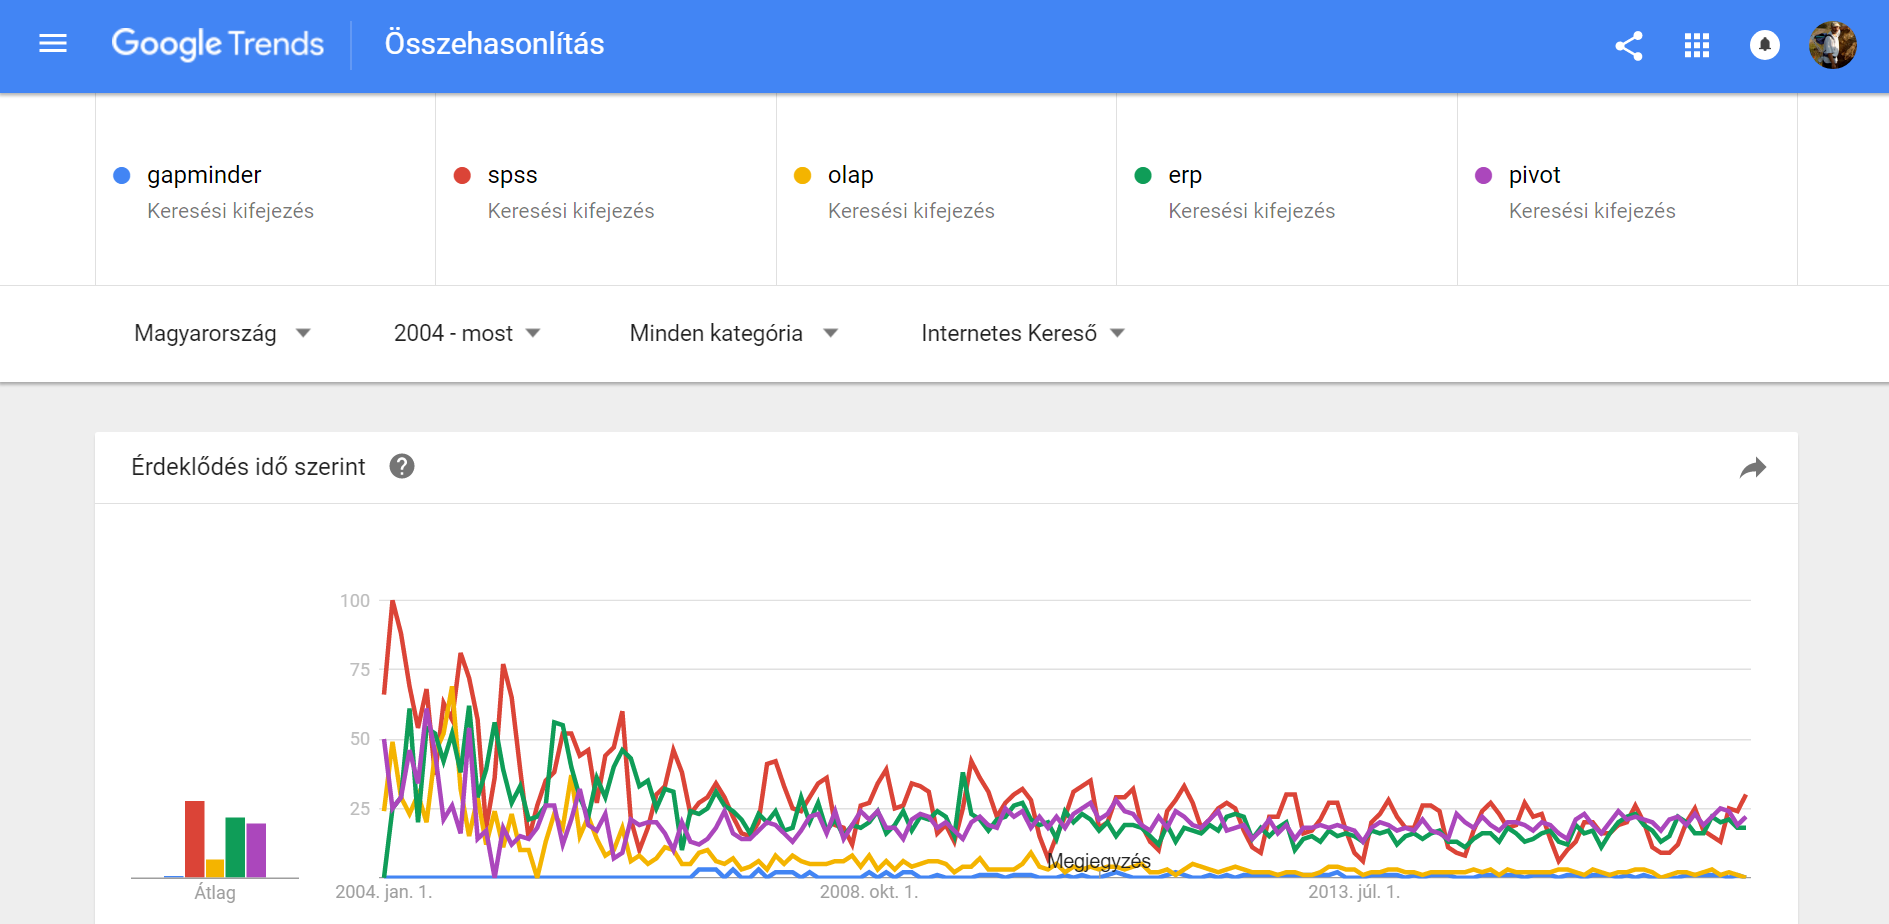 Google Trends Összehasonlítás
gapminder
Keresési kifejezés
spss
Keresési kifejezés
olap
Keresési kifejezés
erp
Keresési kifejezés
pivot
Keresési kifejezés
Magyarország 2004 - most Minden kategória Internetes Kereső
Érdeklődés idő szerint ?
100
75
50
25
Megjegyzés
Átlag
2004. jan. 1. 2008. okt. 1. 2013. júl. 1.